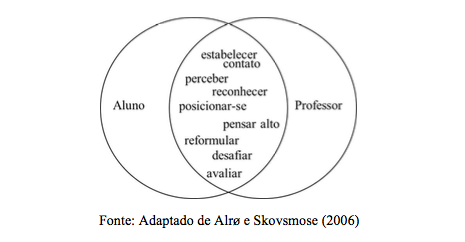 estabelecer
contato
perceber
reconhecer
Aluno posicionar-se Professor
pensar alto
reformular
desafiar
avaliar
Fonte: Adaptado de Alrø e Skovsmose (2006)